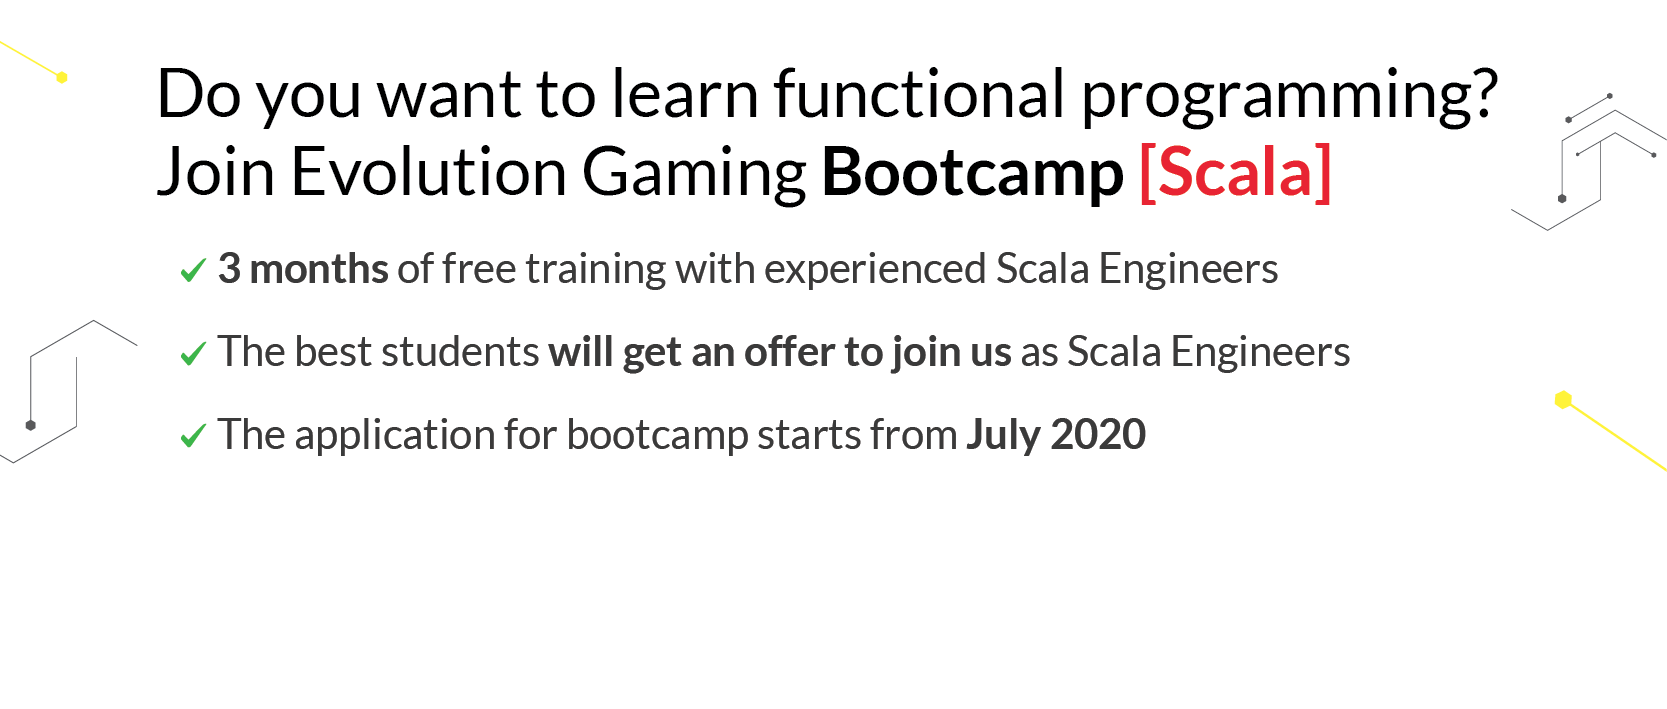 Do you want to learn functional programming?
Join Evolution Gaming Bootcamp [Scala]
3 months of free training with experienced Scala Engineers
The best students will get an offer to join us as Scala Engineers
The application for bootcamp starts from July 2020